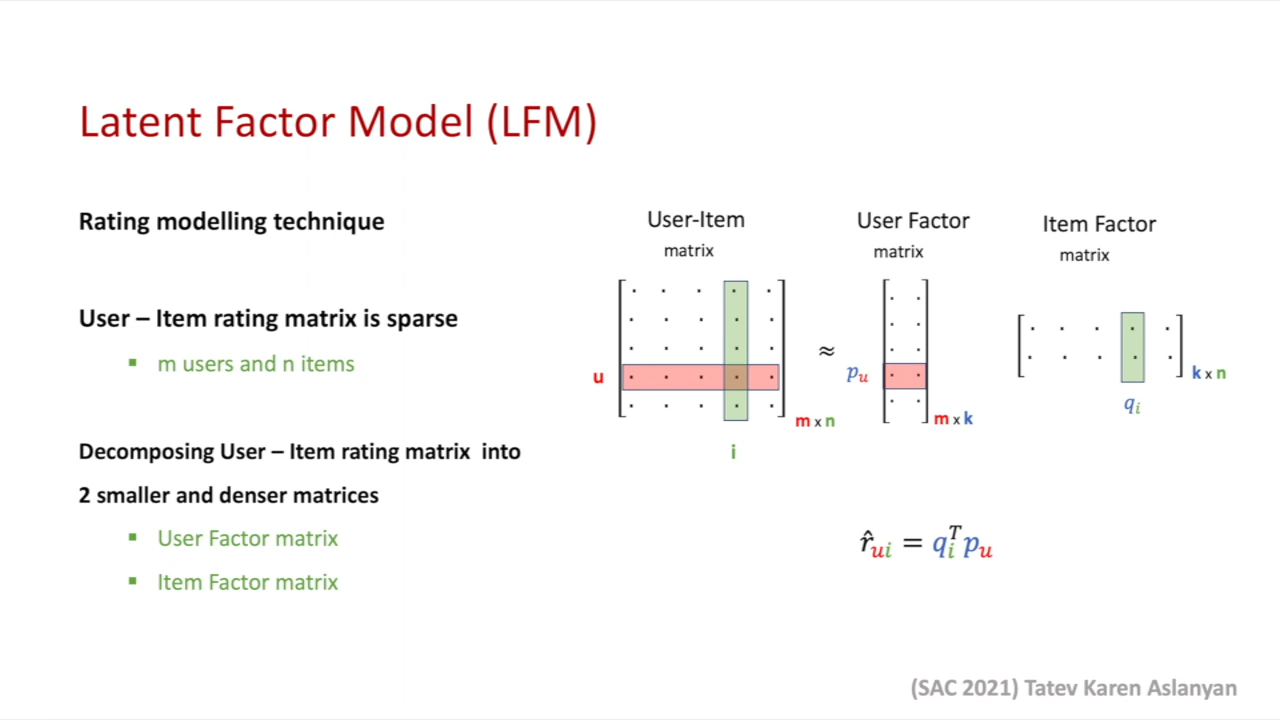 Latent Factor Model (LFM)
Rating modelling technique
User – Item rating matrix is sparse
▪ m users and n items
Decomposing User – Item rating matrix into
2 smaller and denser matrices
▪ User Factor matrix
▪ Item Factor matrix
User-Item
matrix
u
i
m x n
≈
User Factor
matrix
p_u
m x k
Item Factor
matrix
k x n
q_i
r̂_ui = q_i^T p_u
(SAC 2021) Tatev Karen Aslanyan